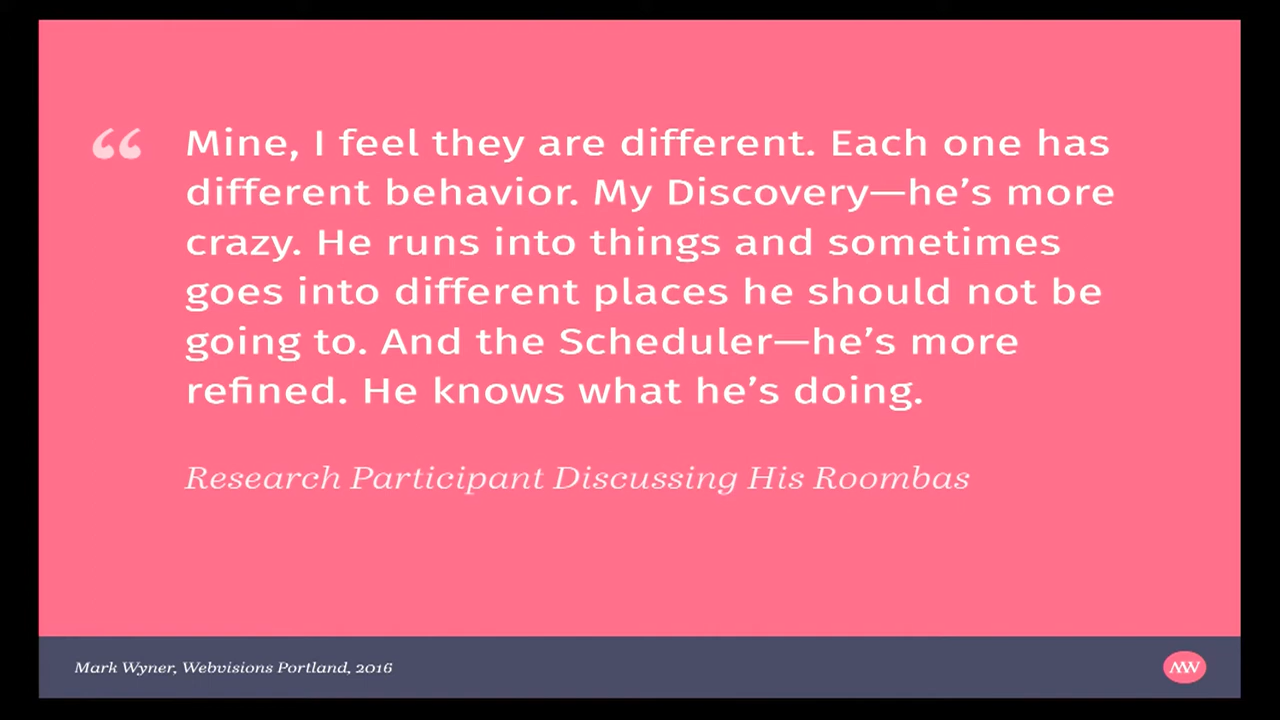 “ Mine, I feel they are different. Each one has
different behavior. My Discovery—he’s more
crazy. He runs into things and sometimes
goes into different places he should not be
going to. And the Scheduler—he’s more
refined. He knows what he’s doing.
Research Participant Discussing His Roombas
Mark Wyner, Webvisions Portland, 2016
MW